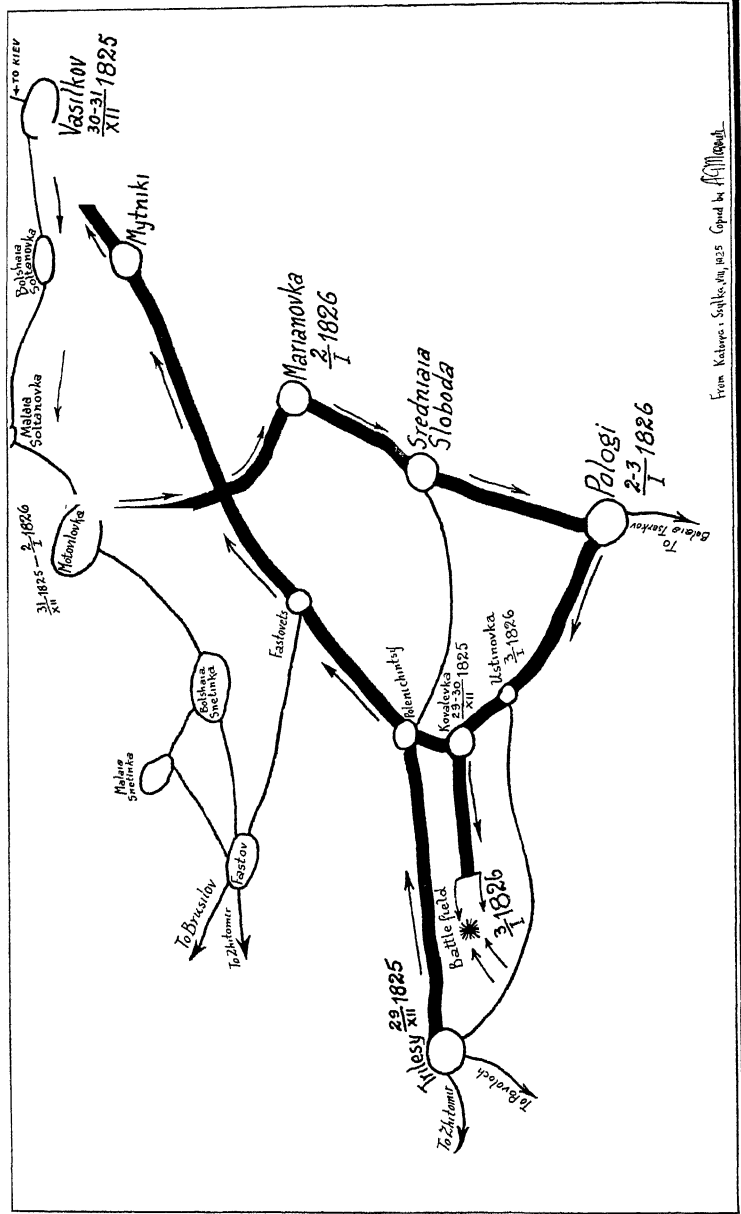 ←TO KIEV
Vasilkov
30-31/XII 1825
Bolshaia
Soltanovka
Malaia
Soltanovka
31/XII 1825 — 2/I 1826
Motovilovka
Mytniki
Marianovka
2/I 1826
Sredniaia
Sloboda
Pologi
2-3/I 1826
To
Belaia Tserkov
Fastovets
Bolshaia
Snetinka
Malaia
Snetinka
Fastov
To Brusilov
To Zhitomir
Polenichintsy
Kovalevka
29-30/XII 1825
Ustinovka
3/I 1826
Battle field
3/I 1826
Trilesy 29/XII 1825
To Zhitomir
To Pavoloch
From Katorga i Ssylka, VIII, 1925 Copied by